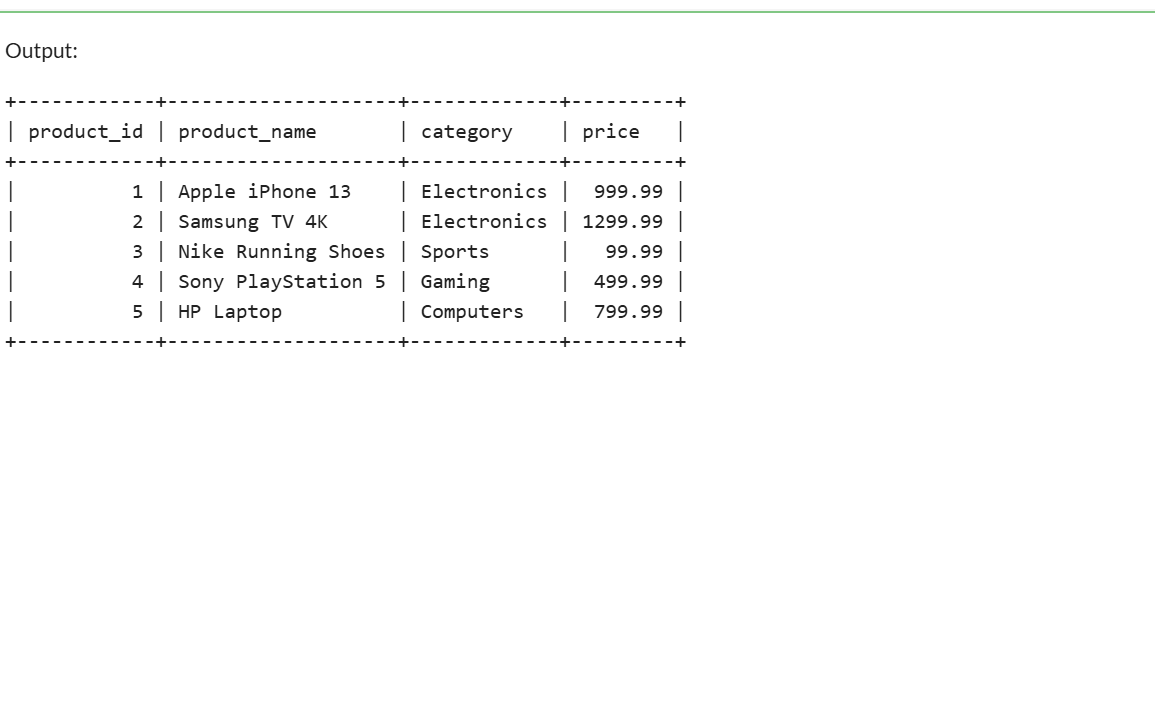 Output:
+------------+--------------------+-------------+---------+
| product_id | product_name       | category    | price   |
+------------+--------------------+-------------+---------+
|          1 | Apple iPhone 13    | Electronics |  999.99 |
|          2 | Samsung TV 4K      | Electronics | 1299.99 |
|          3 | Nike Running Shoes | Sports      |   99.99 |
|          4 | Sony PlayStation 5 | Gaming      |  499.99 |
|          5 | HP Laptop          | Computers   |  799.99 |
+------------+--------------------+-------------+---------+